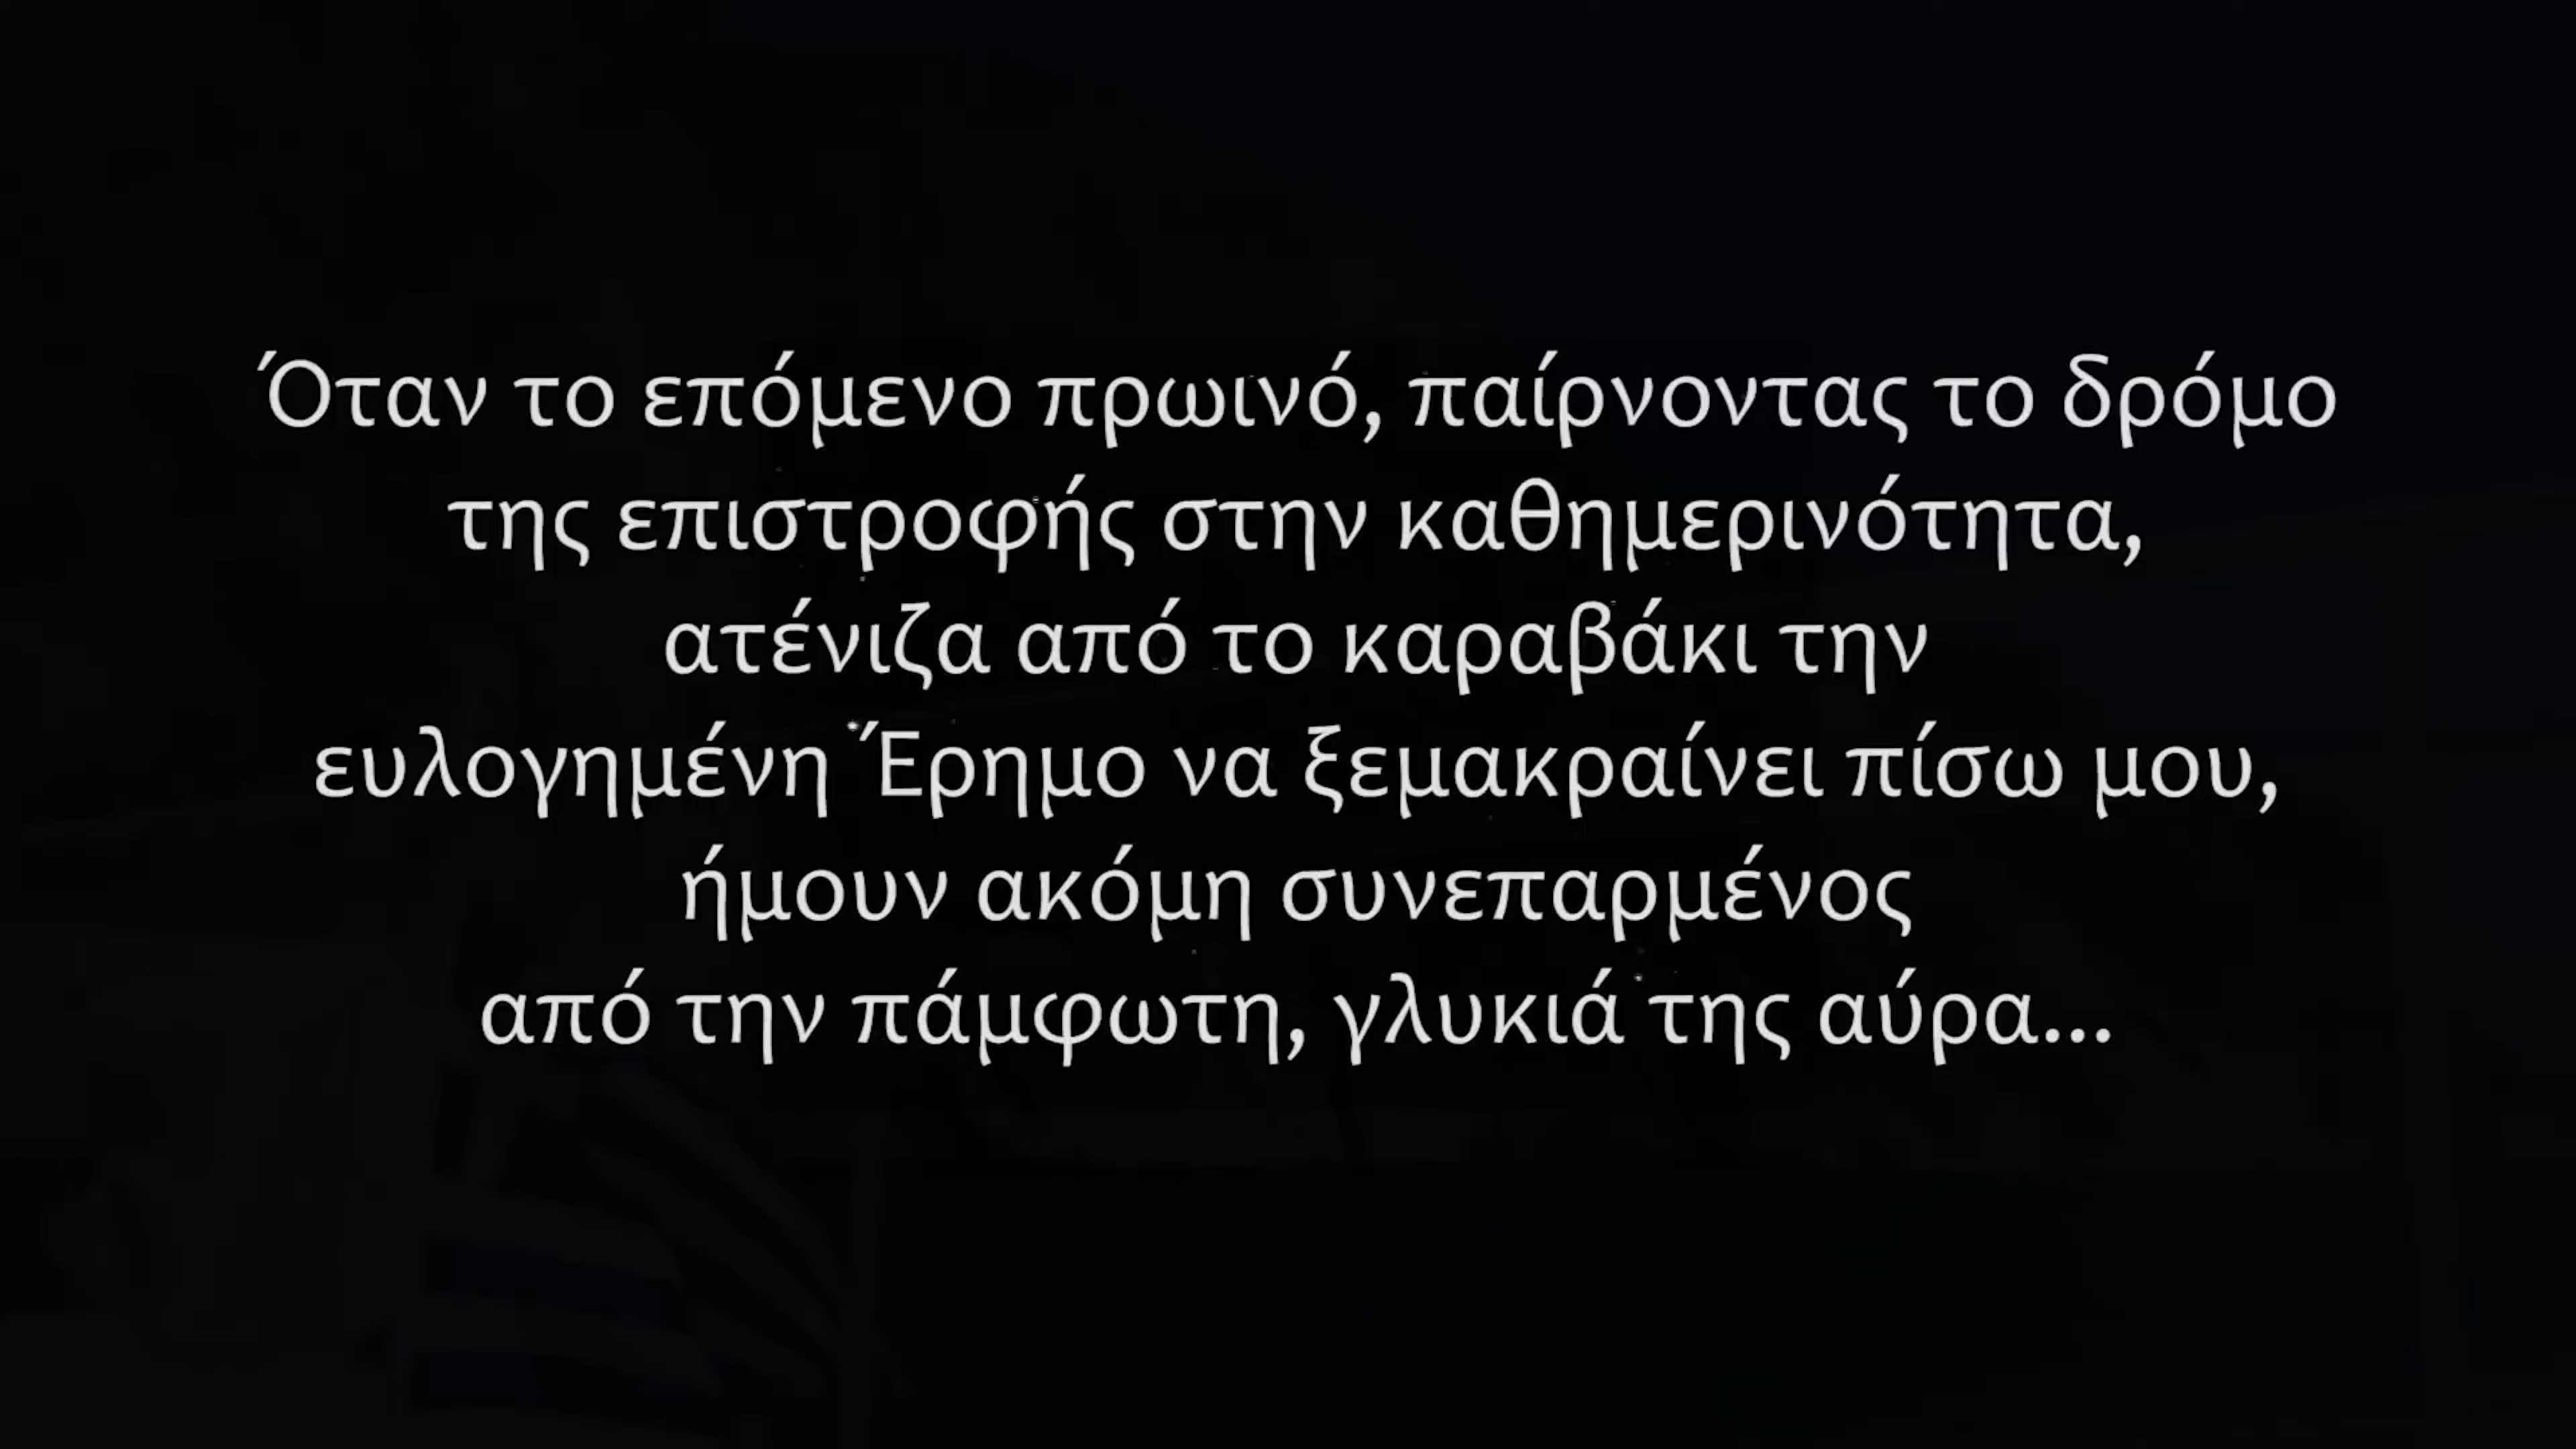 Όταν το επόμενο πρωινό, παίρνοντας το δρόμο
της επιστροφής στην καθημερινότητα,
ατένιζα από το καραβάκι την
ευλογημένη Έρημο να ξεμακραίνει πίσω μου,
ήμουν ακόμη συνεπαρμένος
από την πάμφωτη, γλυκιά της αύρα...